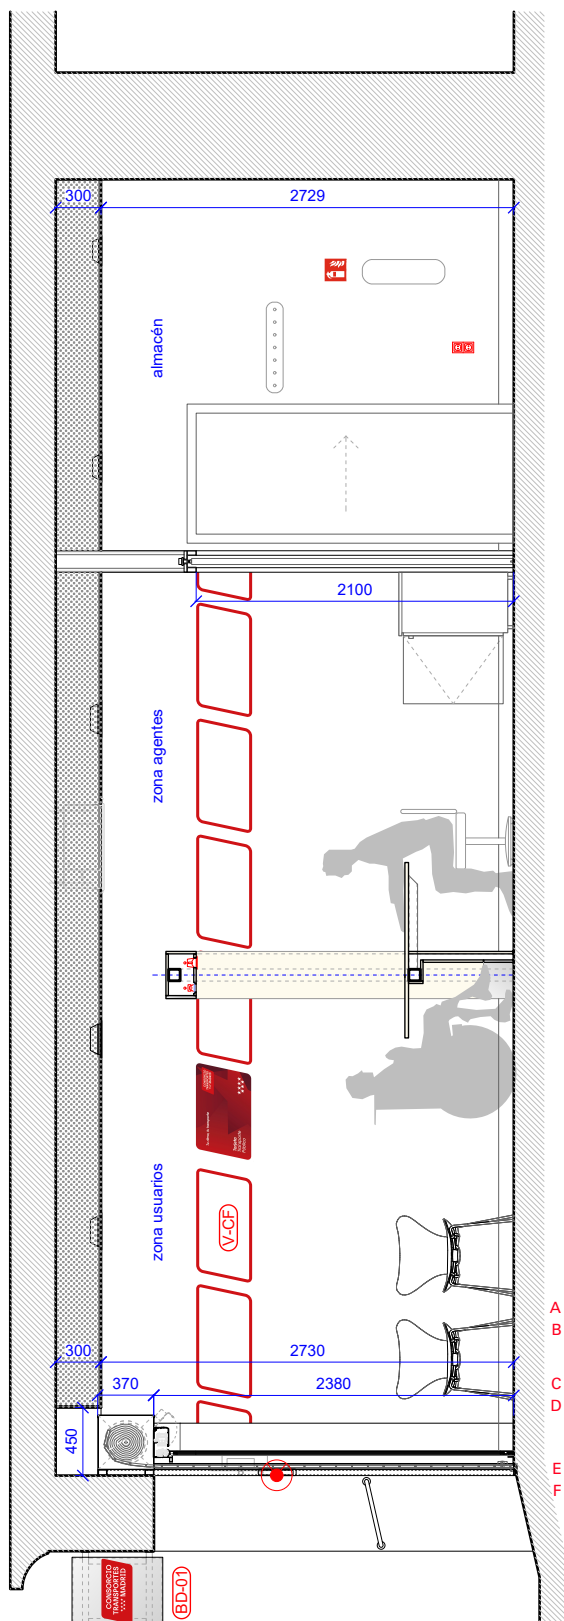 300
2729
almacén
2100
zona agentes
zona usuarios
V-CF
A
B
300
2730
370
2380
C
D
450
E
F
CONSORCIO
TRANSPORTES
MADRID
BD-01